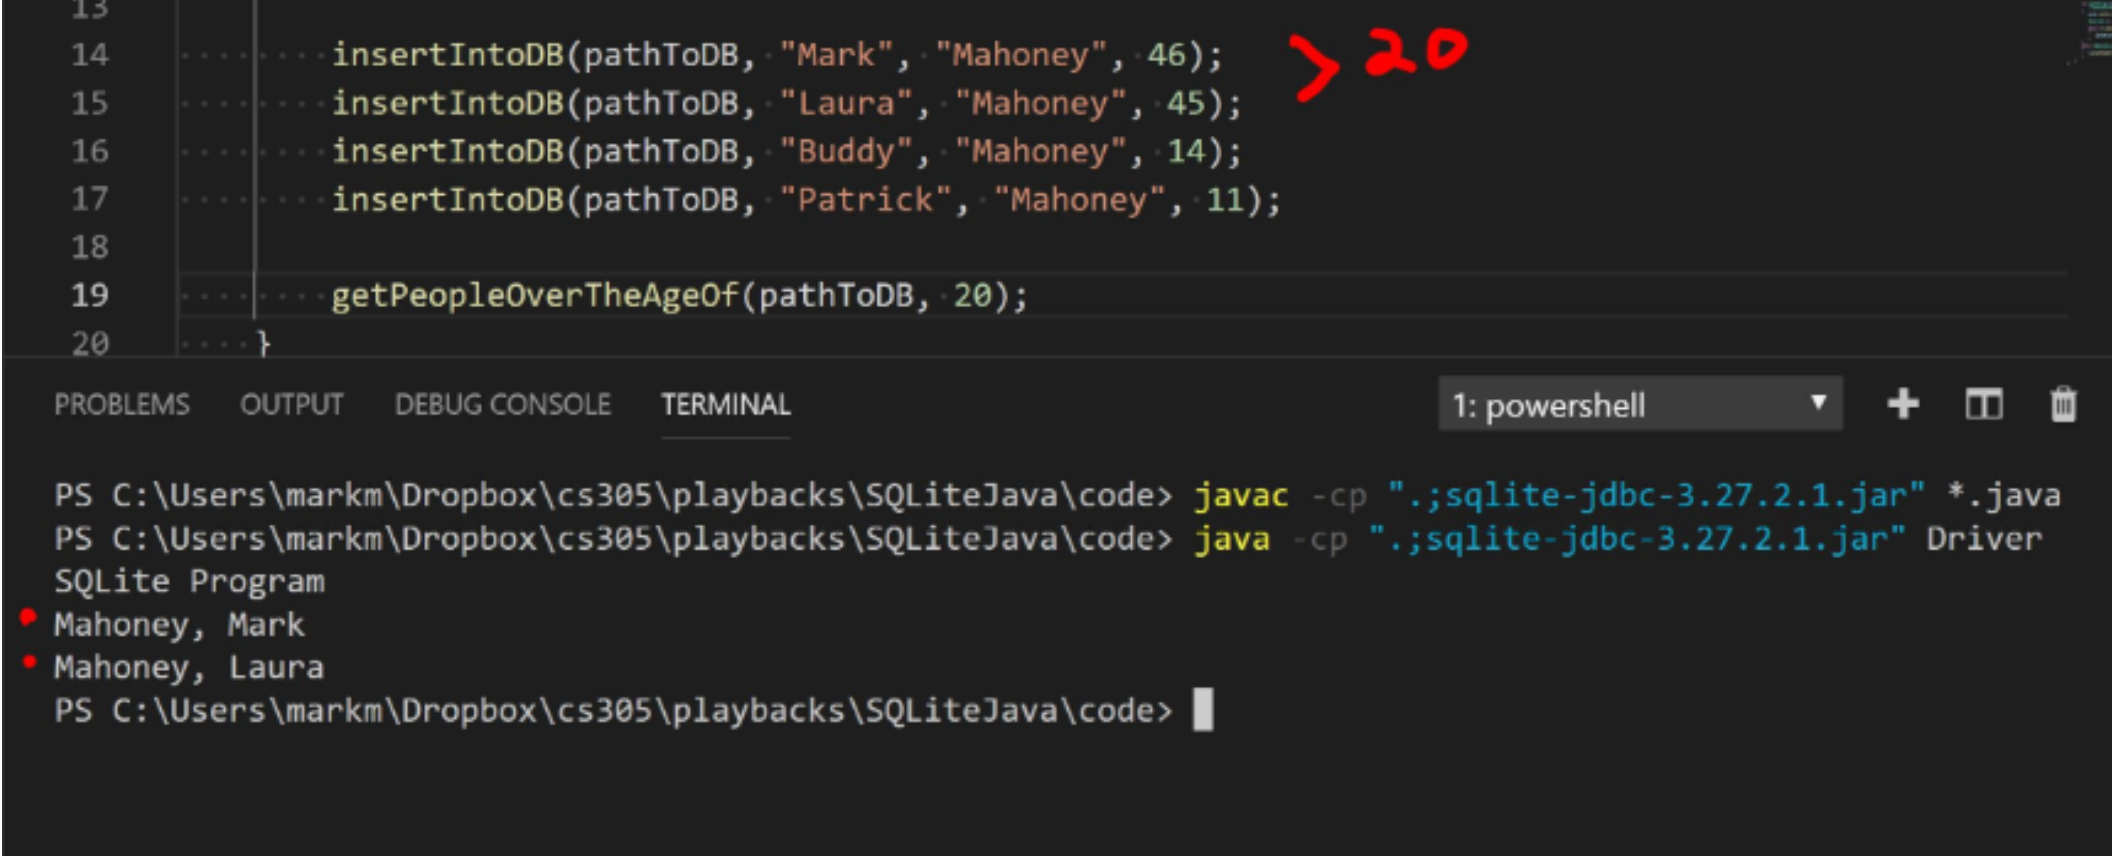 13
14 insertIntoDB(pathToDB, "Mark", "Mahoney", 46); > 20
15 insertIntoDB(pathToDB, "Laura", "Mahoney", 45);
16 insertIntoDB(pathToDB, "Buddy", "Mahoney", 14);
17 insertIntoDB(pathToDB, "Patrick", "Mahoney", 11);
18
19 getPeopleOverTheAgeOf(pathToDB, 20);
20 }
PROBLEMS OUTPUT DEBUG CONSOLE TERMINAL 1: powershell
PS C:\Users\markm\Dropbox\cs305\playbacks\SQLiteJava\code> javac -cp ".;sqlite-jdbc-3.27.2.1.jar" *.java
PS C:\Users\markm\Dropbox\cs305\playbacks\SQLiteJava\code> java -cp ".;sqlite-jdbc-3.27.2.1.jar" Driver
SQLite Program
Mahoney, Mark
Mahoney, Laura
PS C:\Users\markm\Dropbox\cs305\playbacks\SQLiteJava\code>